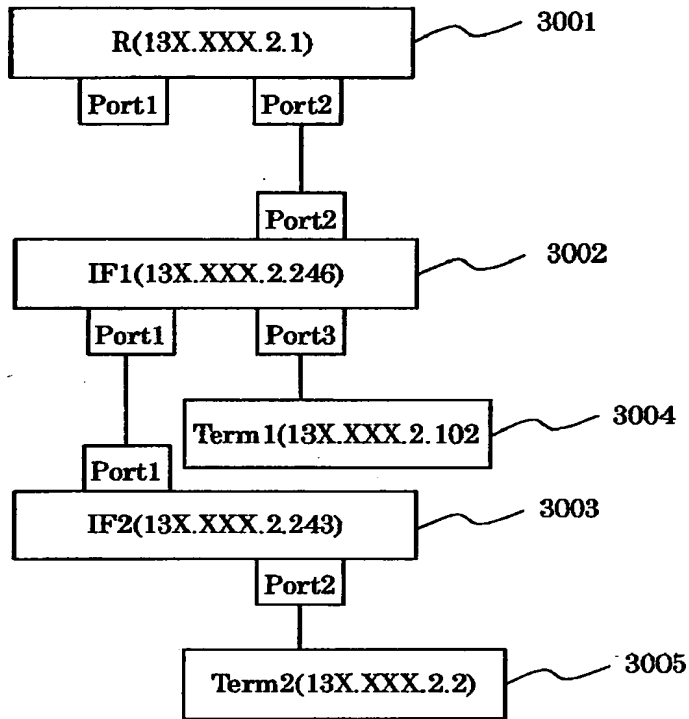 R(13X.XXX.2.1)
3001
Port1
Port2
Port2
IF1(13X.XXX.2.246)
3002
Port1
Port3
Term1(13X.XXX.2.102
3004
Port1
IF2(13X.XXX.2.243)
3003
Port2
Term2(13X.XXX.2.2)
3005